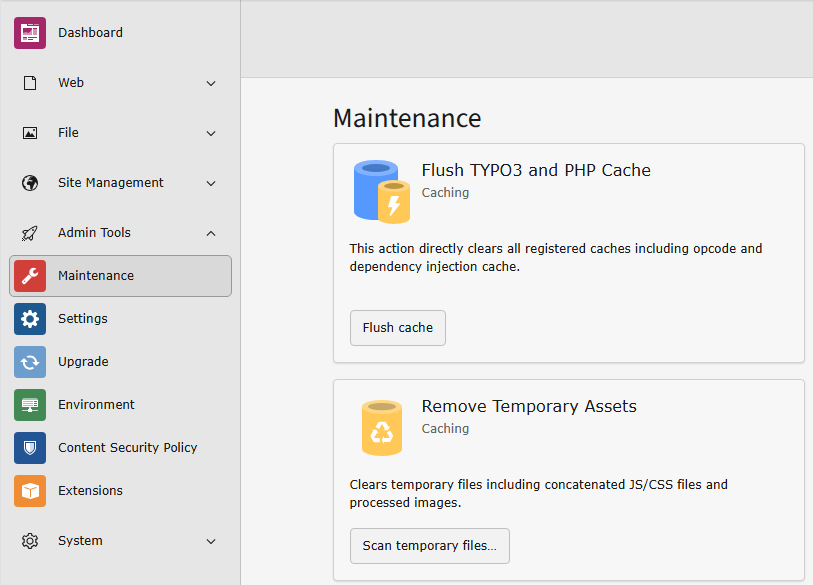 Dashboard
Web
File
Site Management
Admin Tools
Maintenance
Settings
Upgrade
Environment
Content Security Policy
Extensions
System
Maintenance
Flush TYPO3 and PHP Cache
Caching
This action directly clears all registered caches including opcode and
dependency injection cache.
Flush cache
Remove Temporary Assets
Caching
Clears temporary files including concatenated JS/CSS files and
processed images.
Scan temporary files...